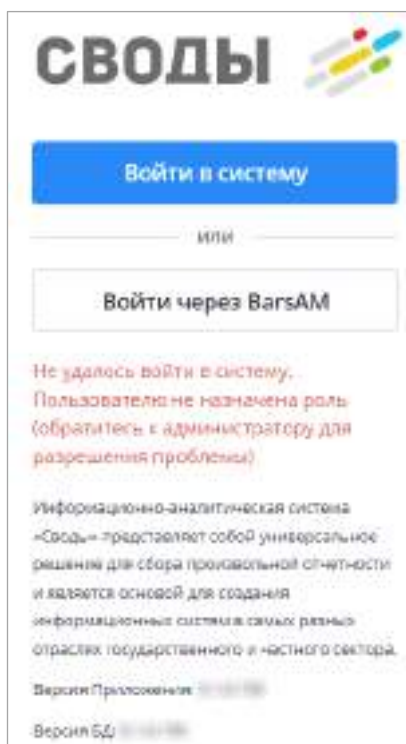 СВОДЫ
Войти в систему
или
Войти через BarsAM
Не удалось войти в систему.
Пользователю не назначена роль
(обратитесь к администратору для
разрешения проблемы)
Информационно-аналитическая система
«Своды» представляет собой универсальное
решение для сбора произвольной отчетности
и является основой для создания
информационных систем в самых разных
отраслях государственного и частного сектора.
Версия Приложения:
Версия БД: